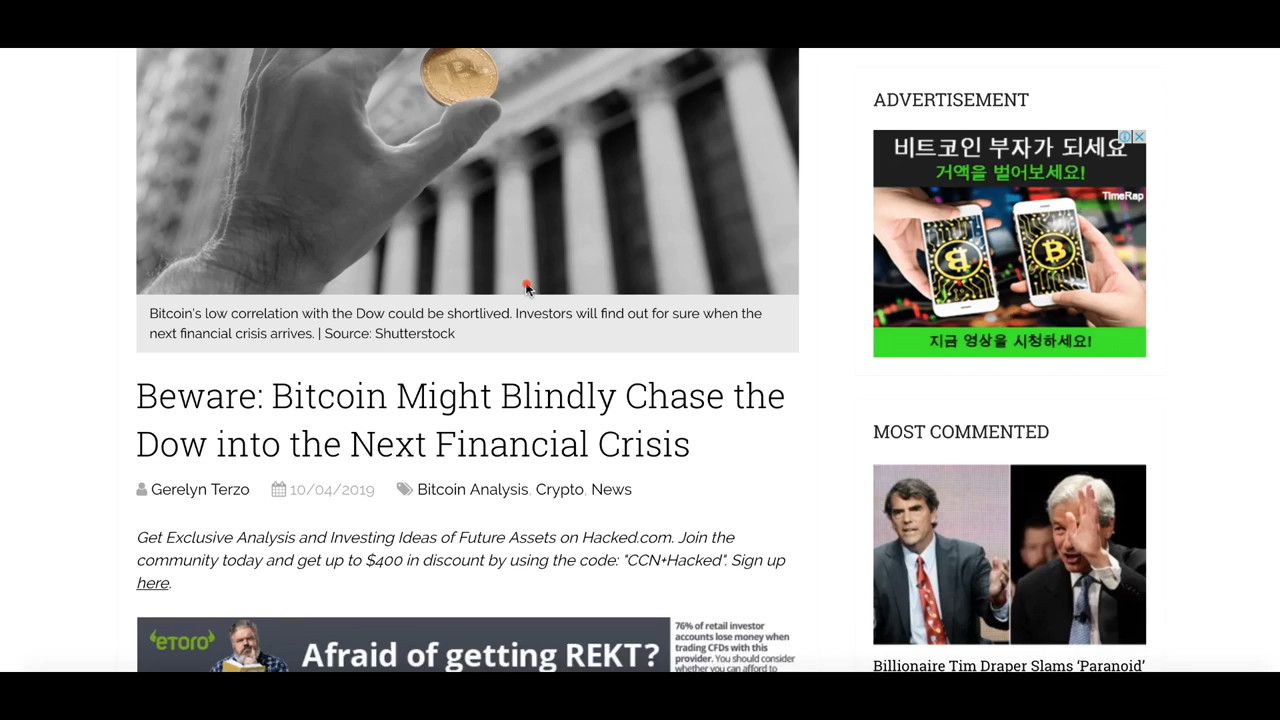 Bitcoin's low correlation with the Dow could be shortlived. Investors will find out for sure when the
next financial crisis arrives. | Source: Shutterstock
Beware: Bitcoin Might Blindly Chase the
Dow into the Next Financial Crisis
Gerelyn Terzo 10/04/2019 Bitcoin Analysis, Crypto, News
Get Exclusive Analysis and Investing Ideas of Future Assets on Hacked.com. Join the
community today and get up to $400 in discount by using the code: "CCN+Hacked". Sign up
here.
eToro
Afraid of getting REKT?
76% of retail investor
accounts lose money when
trading CFDs with this
provider. You should consider
whether you can afford to
ADVERTISEMENT
비트코인 부자가 되세요
거액을 벌어보세요!
TimeRap
지금 영상을 시청하세요!
MOST COMMENTED
Billionaire Tim Draper Slams 'Paranoid'